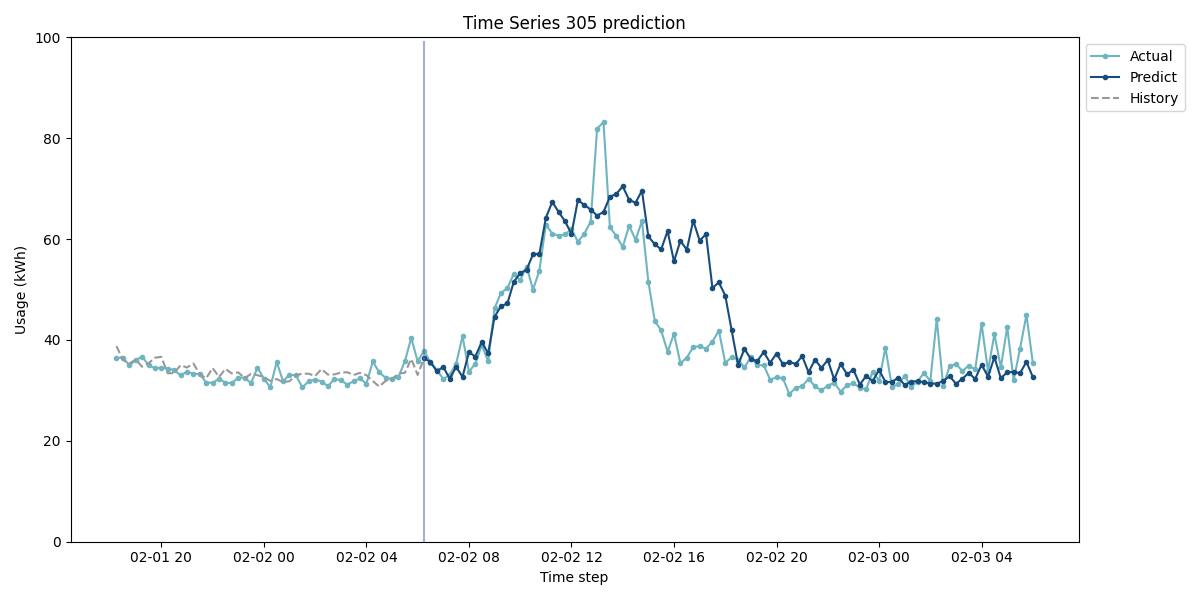 Time Series 305 prediction
Actual
Predict
History
Usage (kWh)
100
80
60
40
20
0
02-01 20
02-02 00
02-02 04
02-02 08
02-02 12
02-02 16
02-02 20
02-03 00
02-03 04
Time step